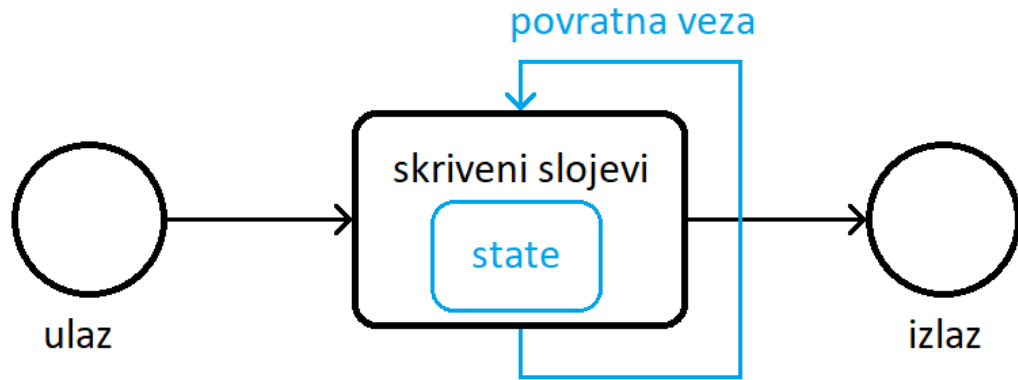 povratna veza
skriveni slojevi
state
ulaz
izlaz